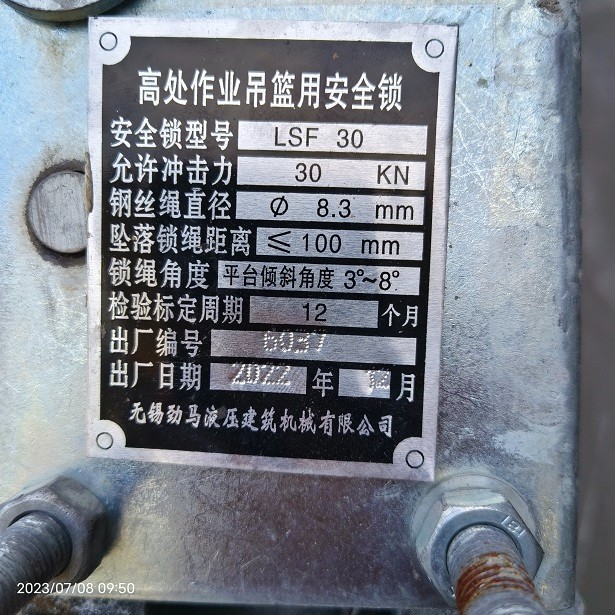 高处作业吊篮用安全锁
安全锁型号 LSF 30
允许冲击力 30 KN
钢丝绳直径 Ø 8.3 mm
坠落锁绳距离 ≤100 mm
锁绳角度 平台倾斜角度 3°~8°
检验标定周期 12 个月
出厂编号 6037
出厂日期 2022 年 12 月
无锡劲马液压建筑机械有限公司
2023/07/08 09:50